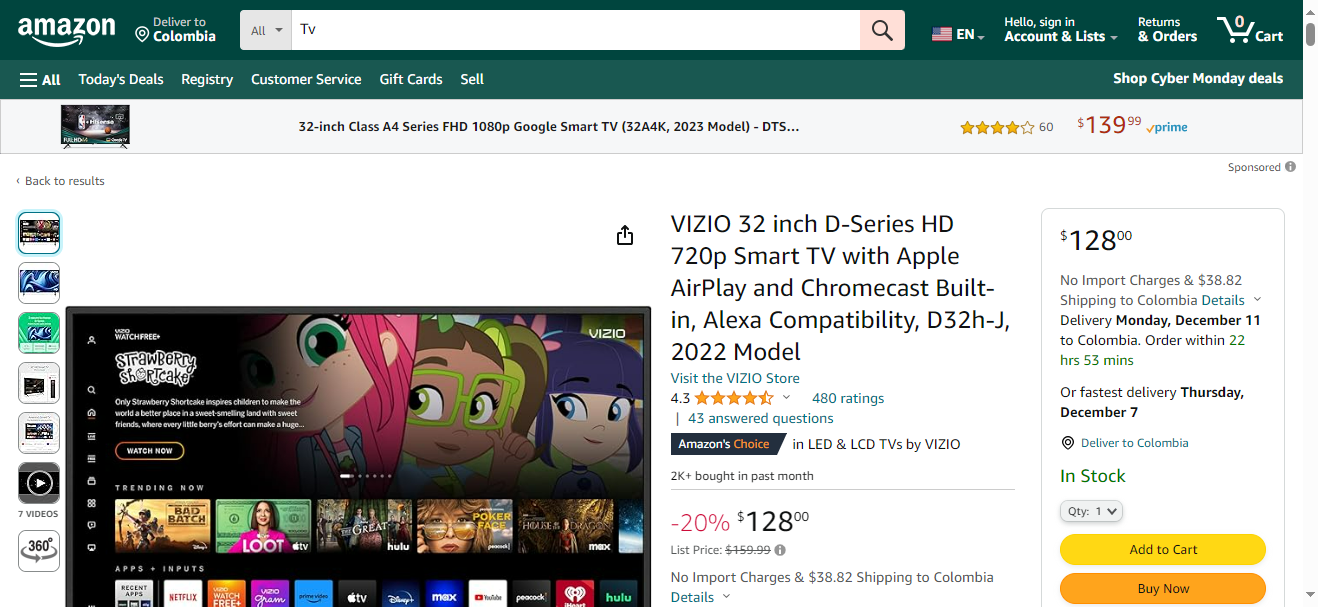 amazon
Deliver to
Colombia
All
Tv
EN
Hello, sign in
Account & Lists
Returns
& Orders
0
Cart
All
Today's Deals
Registry
Customer Service
Gift Cards
Sell
Shop Cyber Monday deals
32-inch Class A4 Series FHD 1080p Google Smart TV (32A4K, 2023 Model) - DTS...
60
$139 99
prime
Sponsored
‹ Back to results
VIZIO 32 inch D-Series HD
720p Smart TV with Apple
AirPlay and Chromecast Built-
in, Alexa Compatibility, D32h-J,
2022 Model
Visit the VIZIO Store
4.3
480 ratings
| 43 answered questions
Amazon's Choice in LED & LCD TVs by VIZIO
2K+ bought in past month
-20% $128 00
List Price: $159.99
No Import Charges & $38.82 Shipping to Colombia
Details
7 VIDEOS
360°
VIZIO
WATCHFREE+
VIZIO
STRAWBERRY
SHORTCAKE
Only Strawberry Shortcake inspires children to make the
world a better place in a sweet-smelling land with sweet
friends, where every little berry's effort can make a huge...
WATCH NOW
TRENDING NOW
BAD
BATCH
Disney+
LOOT
tv
THE GREAT
hulu
POKER
FACE
peacock
HOUSE OF THE DRAGON
max
APPS + INPUTS
RECENT
APPS
NETFLIX
VIZIO
WATCH
FREE+
VIZIO
gram
prime video
tv
Disney+
max
YouTube
peacock
iHeart
hulu
$128 00
No Import Charges & $38.82
Shipping to Colombia Details
Delivery Monday, December 11
to Colombia. Order within 22
hrs 53 mins
Or fastest delivery Thursday,
December 7
Deliver to Colombia
In Stock
Qty: 1
Add to Cart
Buy Now